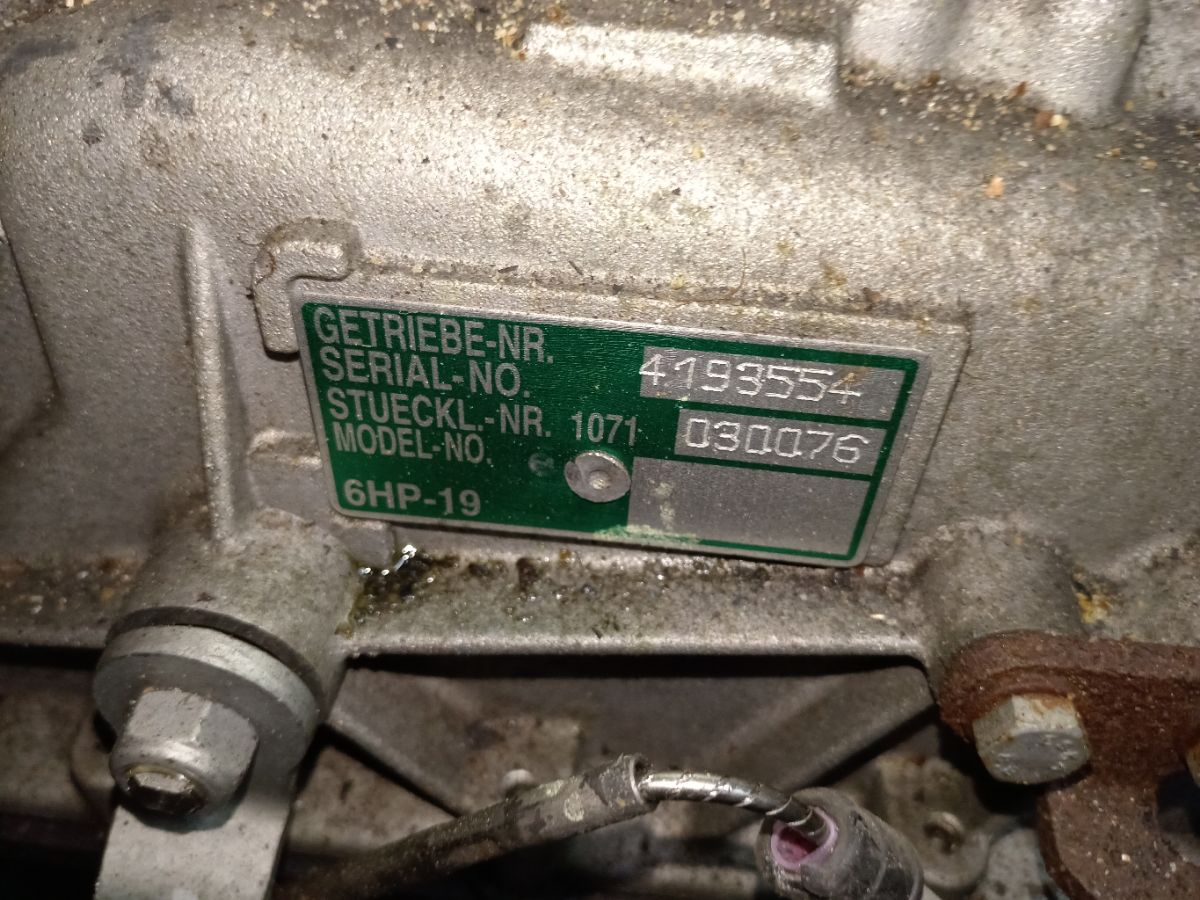 GETRIEBE-NR.
SERIAL-NO. 4193554
STUECKL.-NR. 1071 030076
MODEL-NO.
6HP-19